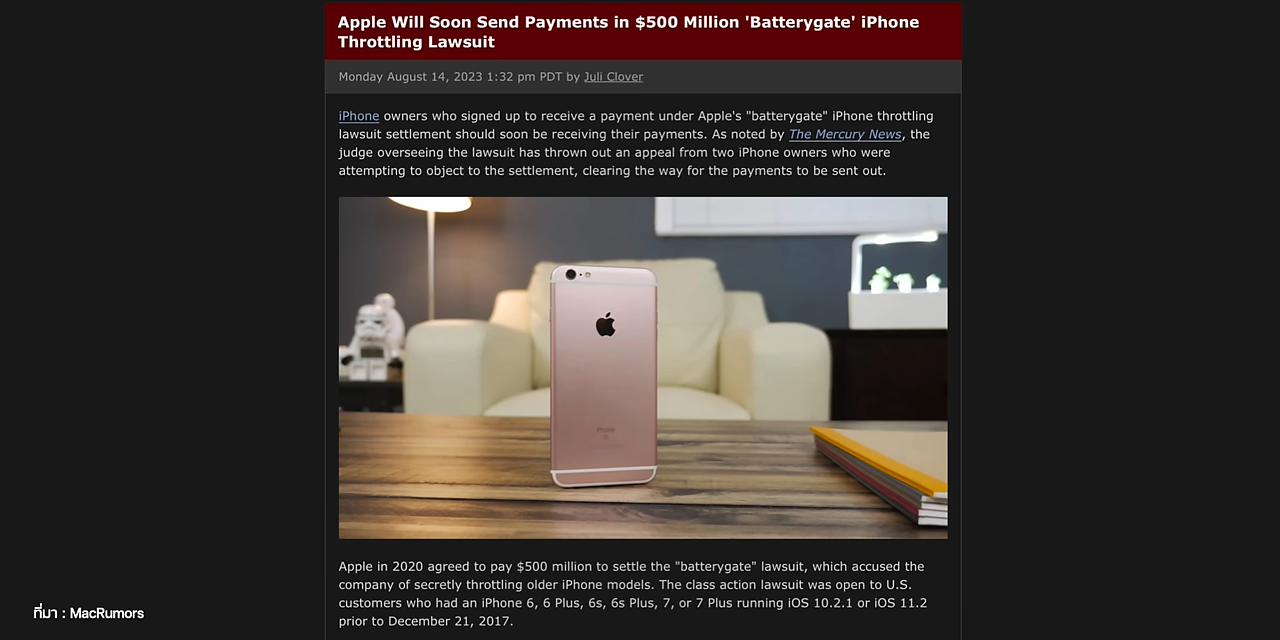 Apple Will Soon Send Payments in $500 Million 'Batterygate' iPhone
Throttling Lawsuit
Monday August 14, 2023 1:32 pm PDT by Juli Clover
iPhone owners who signed up to receive a payment under Apple's "batterygate" iPhone throttling
lawsuit settlement should soon be receiving their payments. As noted by The Mercury News, the
judge overseeing the lawsuit has thrown out an appeal from two iPhone owners who were
attempting to object to the settlement, clearing the way for the payments to be sent out.
iPhone
Apple in 2020 agreed to pay $500 million to settle the "batterygate" lawsuit, which accused the
company of secretly throttling older iPhone models. The class action lawsuit was open to U.S.
customers who had an iPhone 6, 6 Plus, 6s, 6s Plus, 7, or 7 Plus running iOS 10.2.1 or iOS 11.2
prior to December 21, 2017.
ที่มา : MacRumors